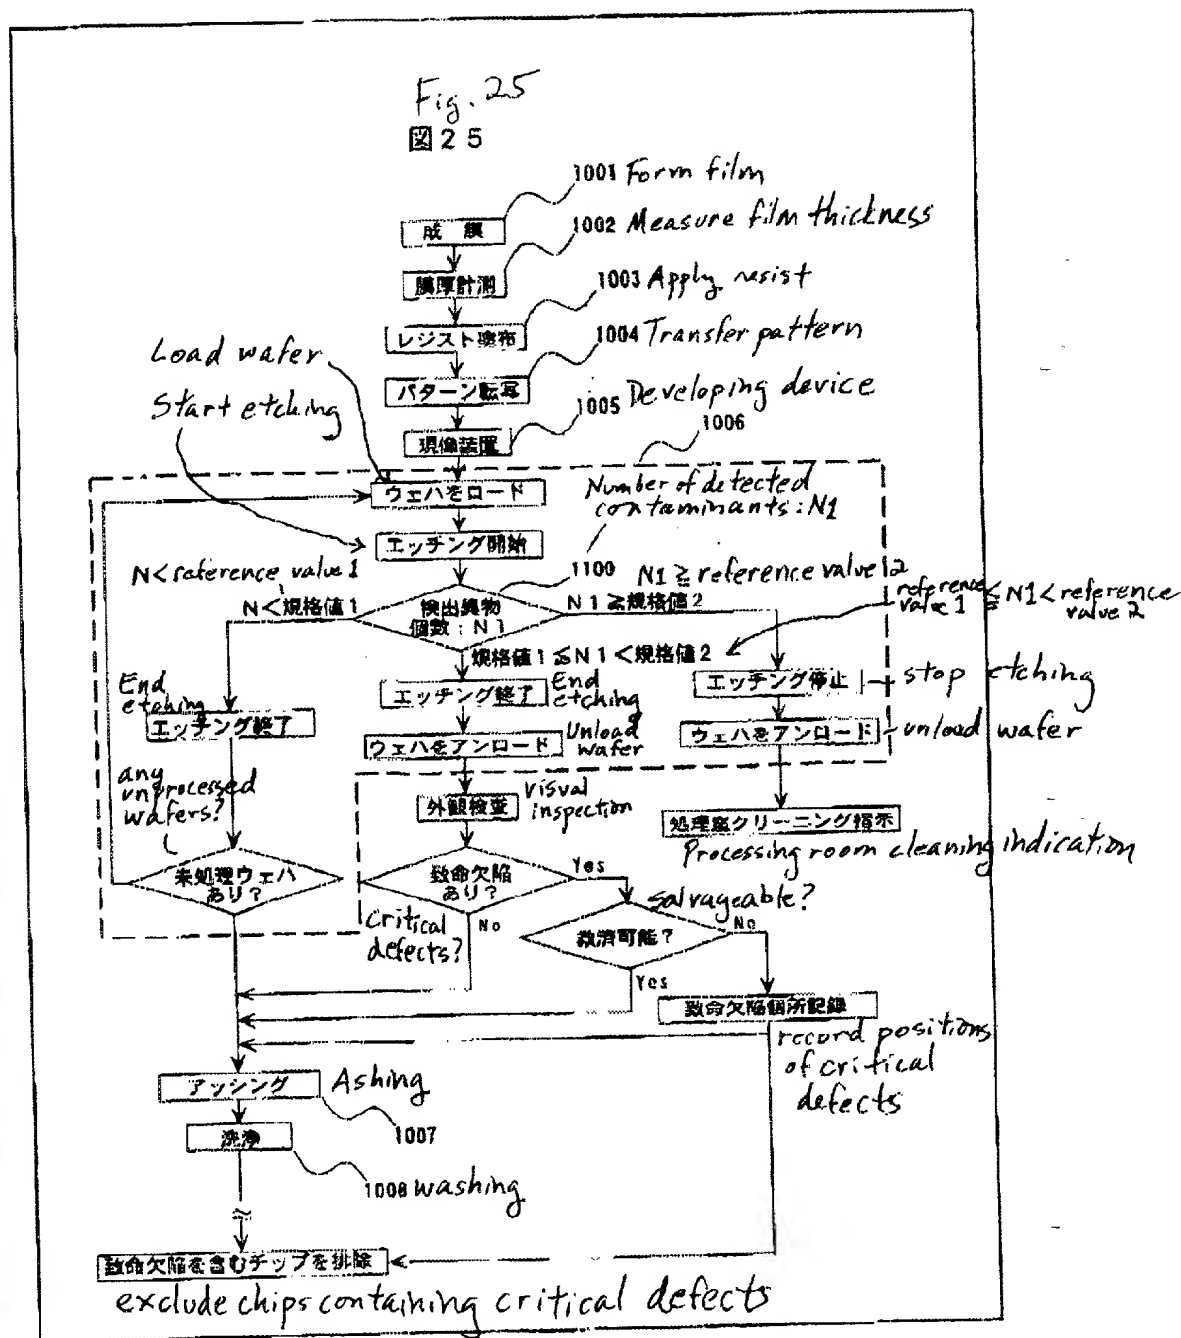 Fig. 25
図25
1001 Form film
成 膜
1002 Measure film thickness
膜厚計測
1003 Apply resist
レジスト塗布
1004 Transfer pattern
パターン転写
1005 Developing device
現像装置
1006
Load wafer
ウェハをロード
Start etching
エッチング開始
Number of detected
contaminants: N1
1100
検出異物
個数:N1
N<reference value 1
N<規格値1
N1≧reference value 2
N1≧規格値2
reference value 1 ≦ N1 < reference value 2
規格値1≦N1<規格値2
End
etching
エッチング終了
エッチング終了
End
etching
エッチング停止
stop etching
ウェハをアンロード
Unload
wafer
ウェハをアンロード
unload wafer
any
unprocessed
wafers?
未処理ウェハ
あり?
外観検査
visual
inspection
処理室クリーニング指示
Processing room cleaning indication
致命欠陥
あり?
Yes
No
critical
defects?
salvageable?
救済可能?
No
Yes
致命欠陥個所記録
record positions
of critical
defects
アッシング
Ashing
1007
洗浄
1008 washing
致命欠陥を含むチップを排除
exclude chips containing critical defects